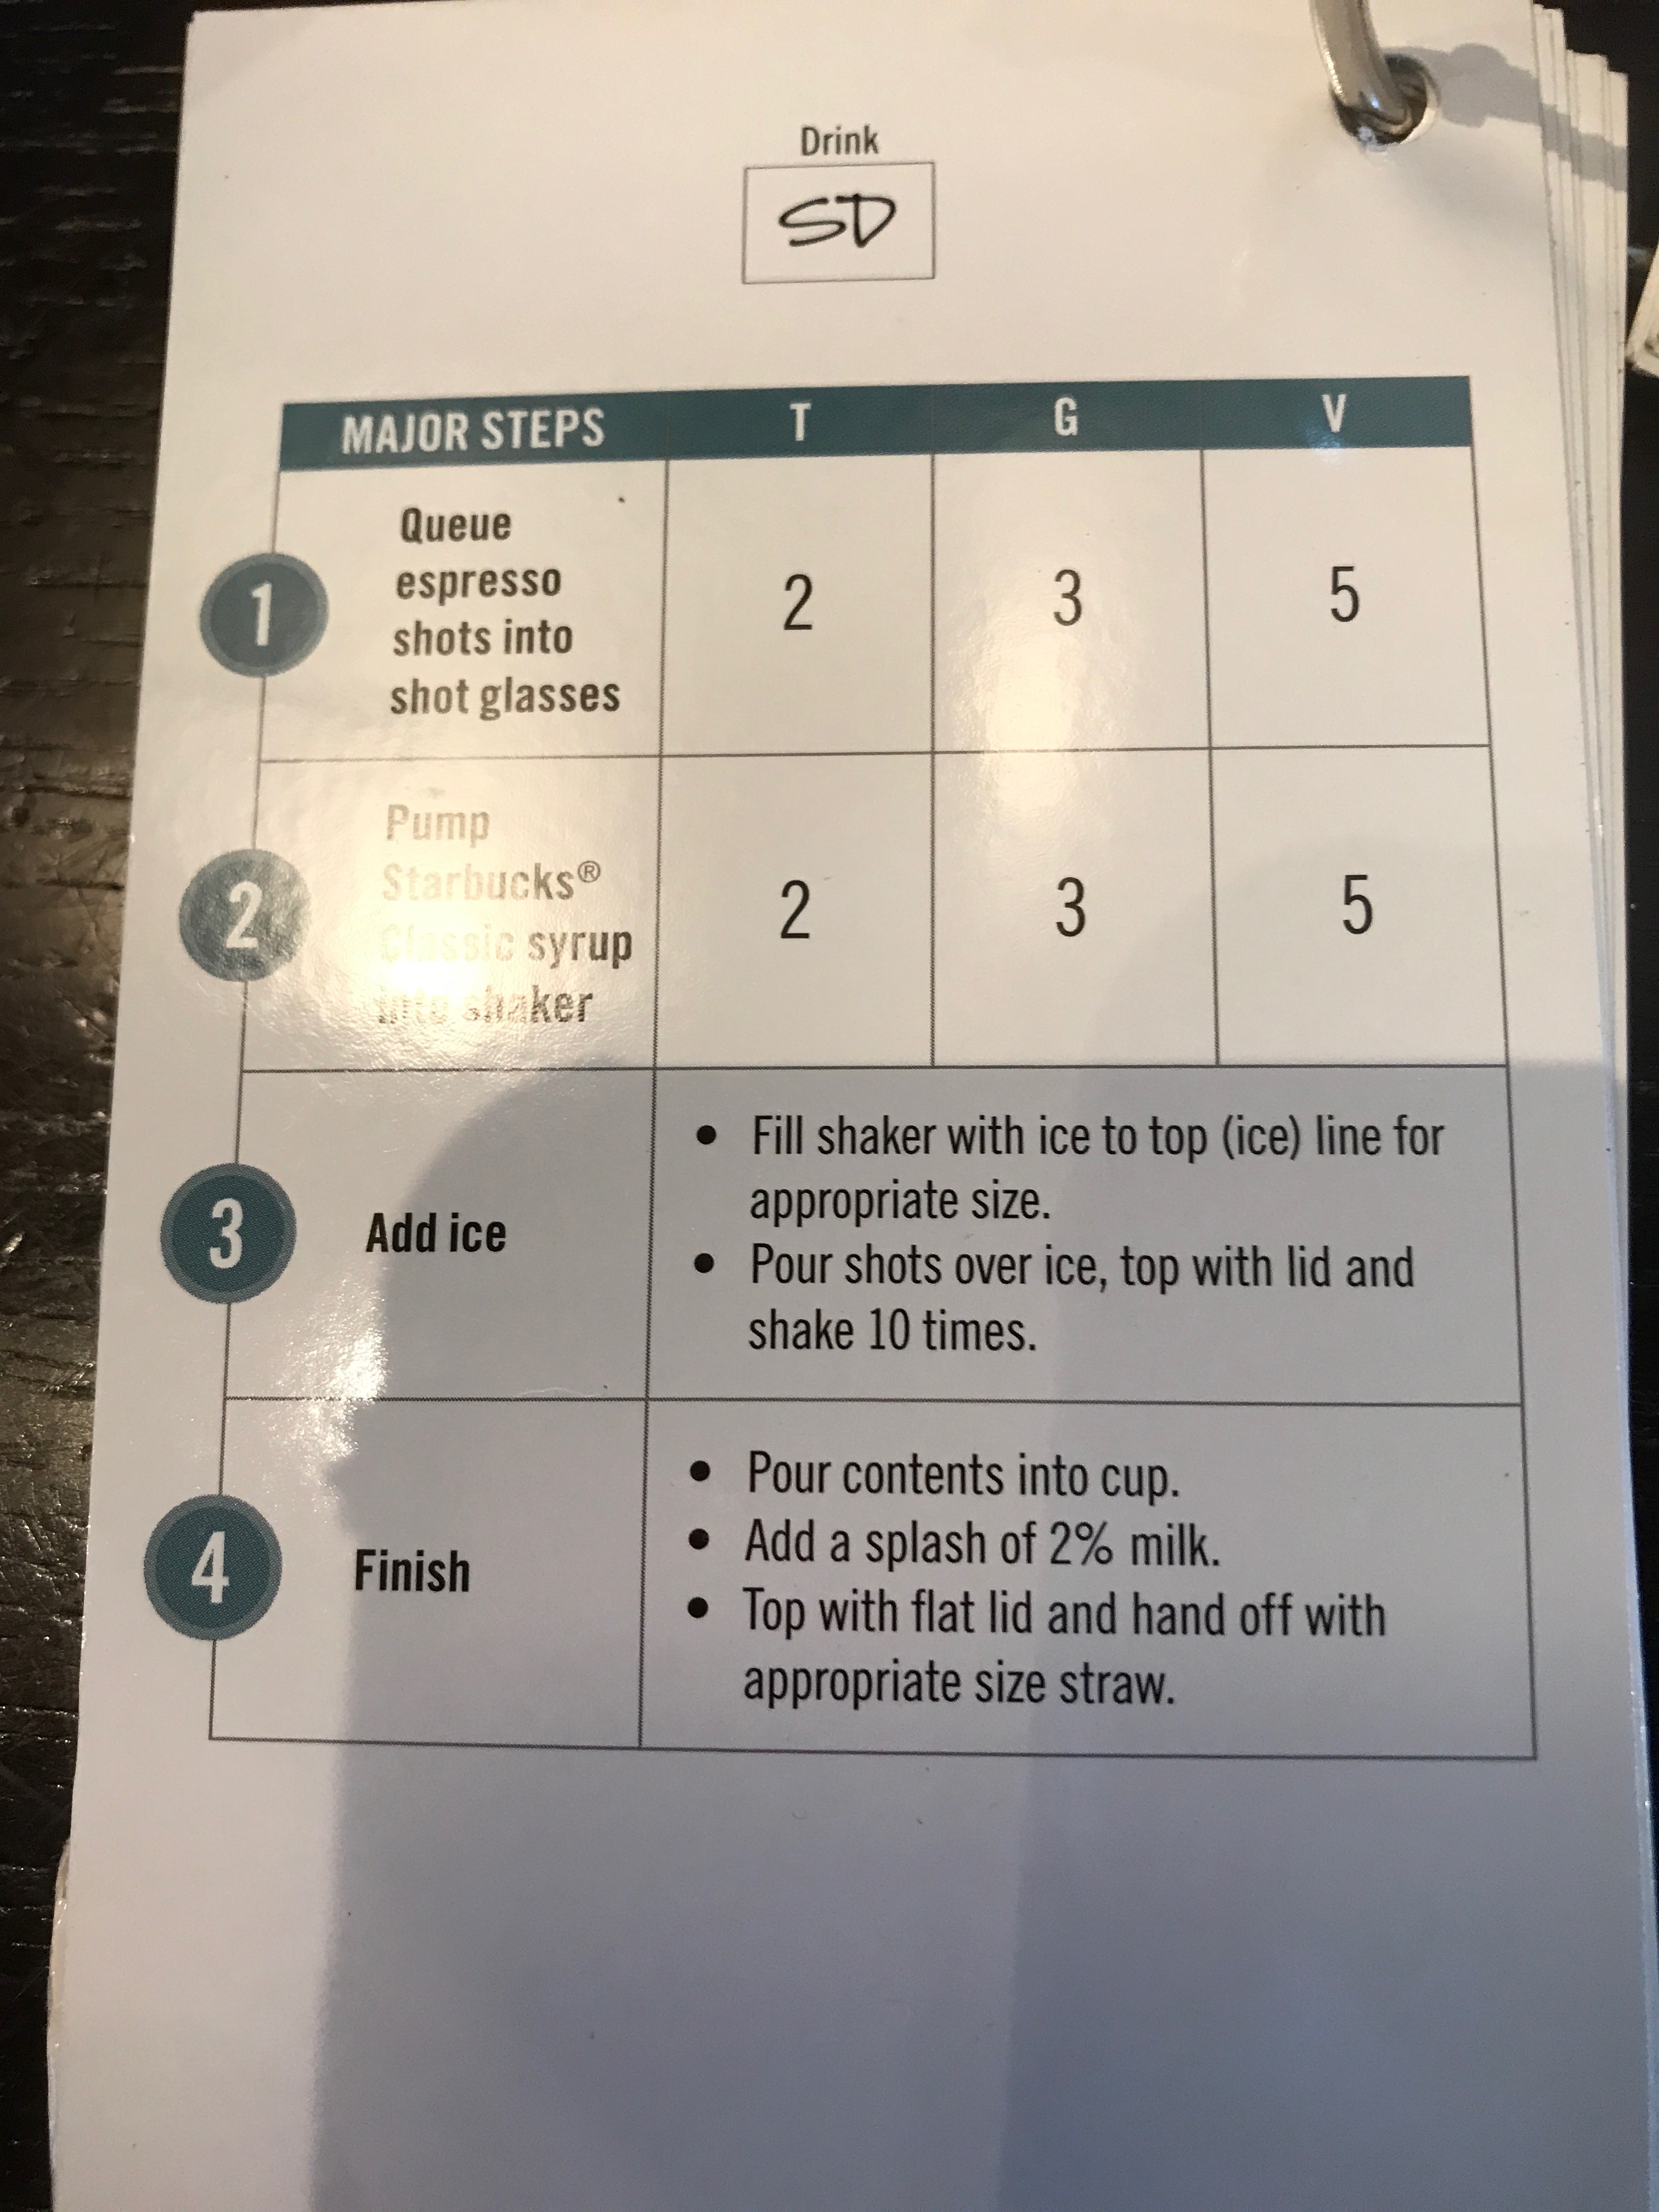 Drink
SD
MAJOR STEPS T G V
1
Queue
espresso
shots into
shot glasses
2 3 5
2
Pump
Starbucks®
Classic syrup
into shaker
2 3 5
3
Add ice
• Fill shaker with ice to top (ice) line for
appropriate size.
• Pour shots over ice, top with lid and
shake 10 times.
4
Finish
• Pour contents into cup.
• Add a splash of 2% milk.
• Top with flat lid and hand off with
appropriate size straw.